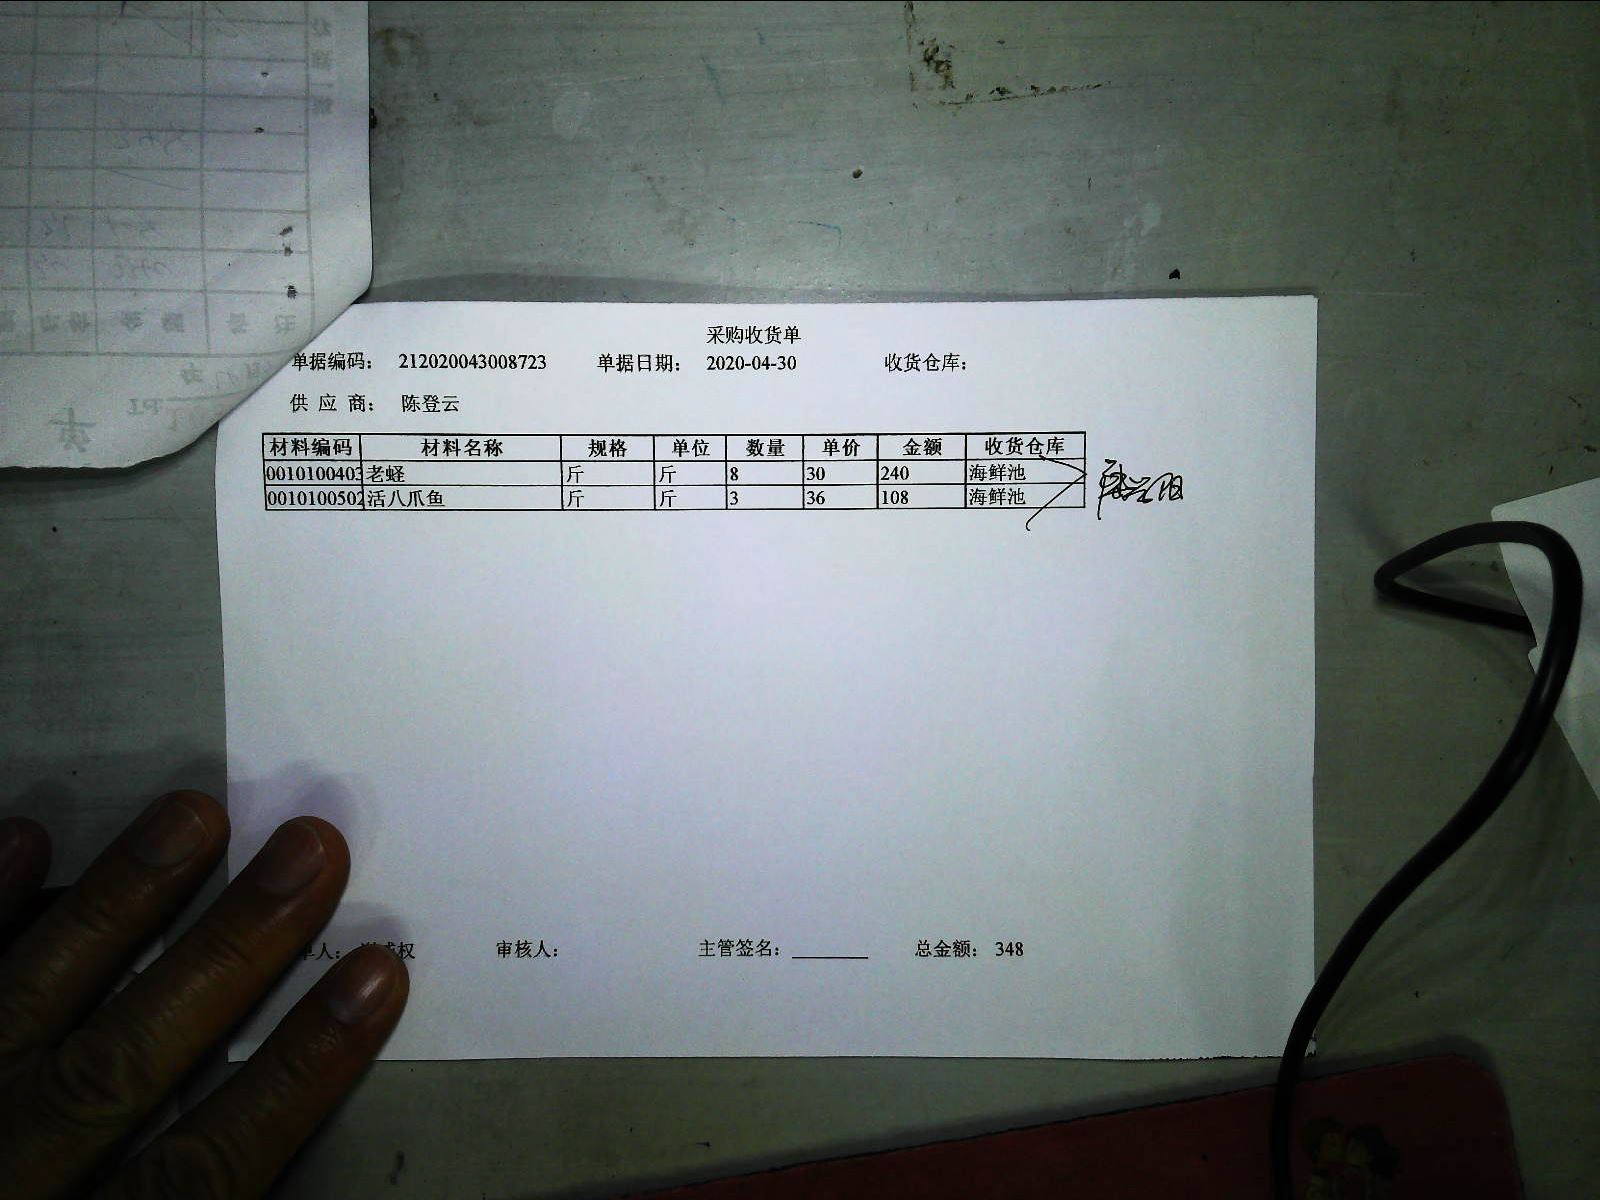 采购收货单
单据编码： 212020043008723 单据日期： 2020-04-30 收货仓库：
供 应 商： 陈登云
材料编码 材料名称 规格 单位 数量 单价 金额 收货仓库
0010100403 老蛏 斤 斤 8 30 240 海鲜池
0010100502 活八爪鱼 斤 斤 3 36 108 海鲜池
单人： 权 审核人： 主管签名： 总金额： 348